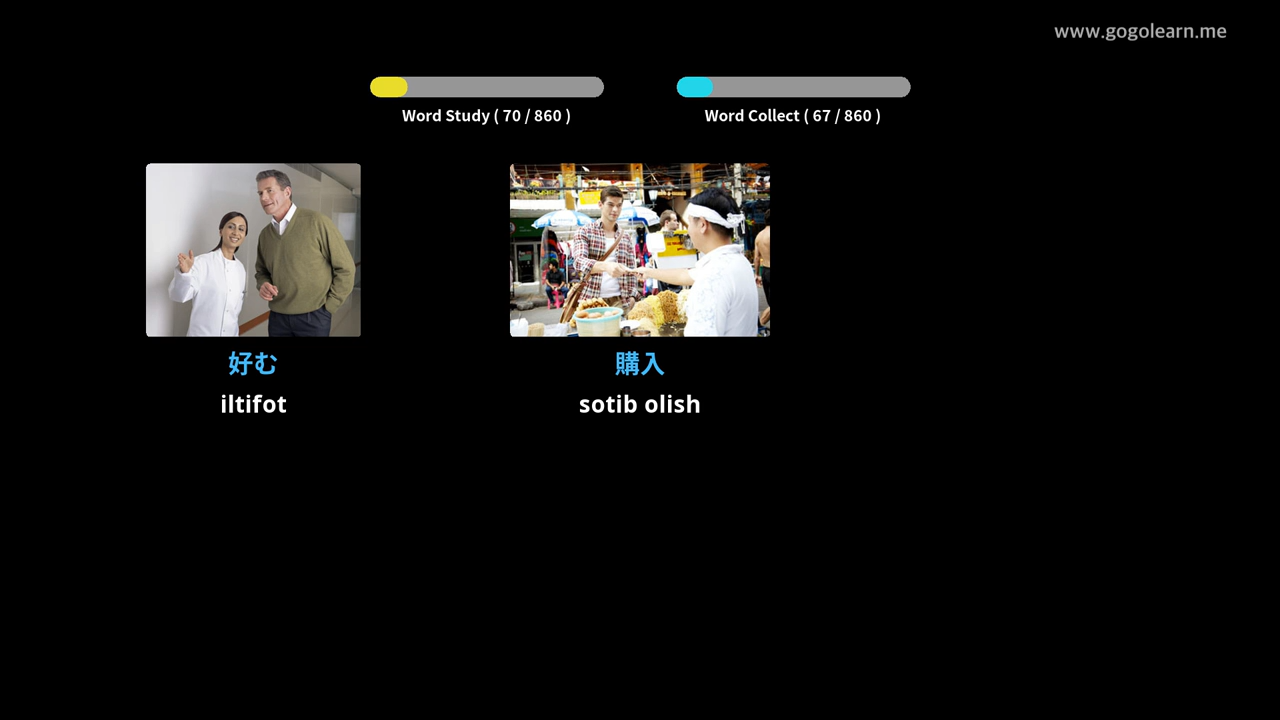 www.gogolearn.me
Word Study ( 70 / 860 )
Word Collect ( 67 / 860 )
好む
iltifot
購入
sotib olish